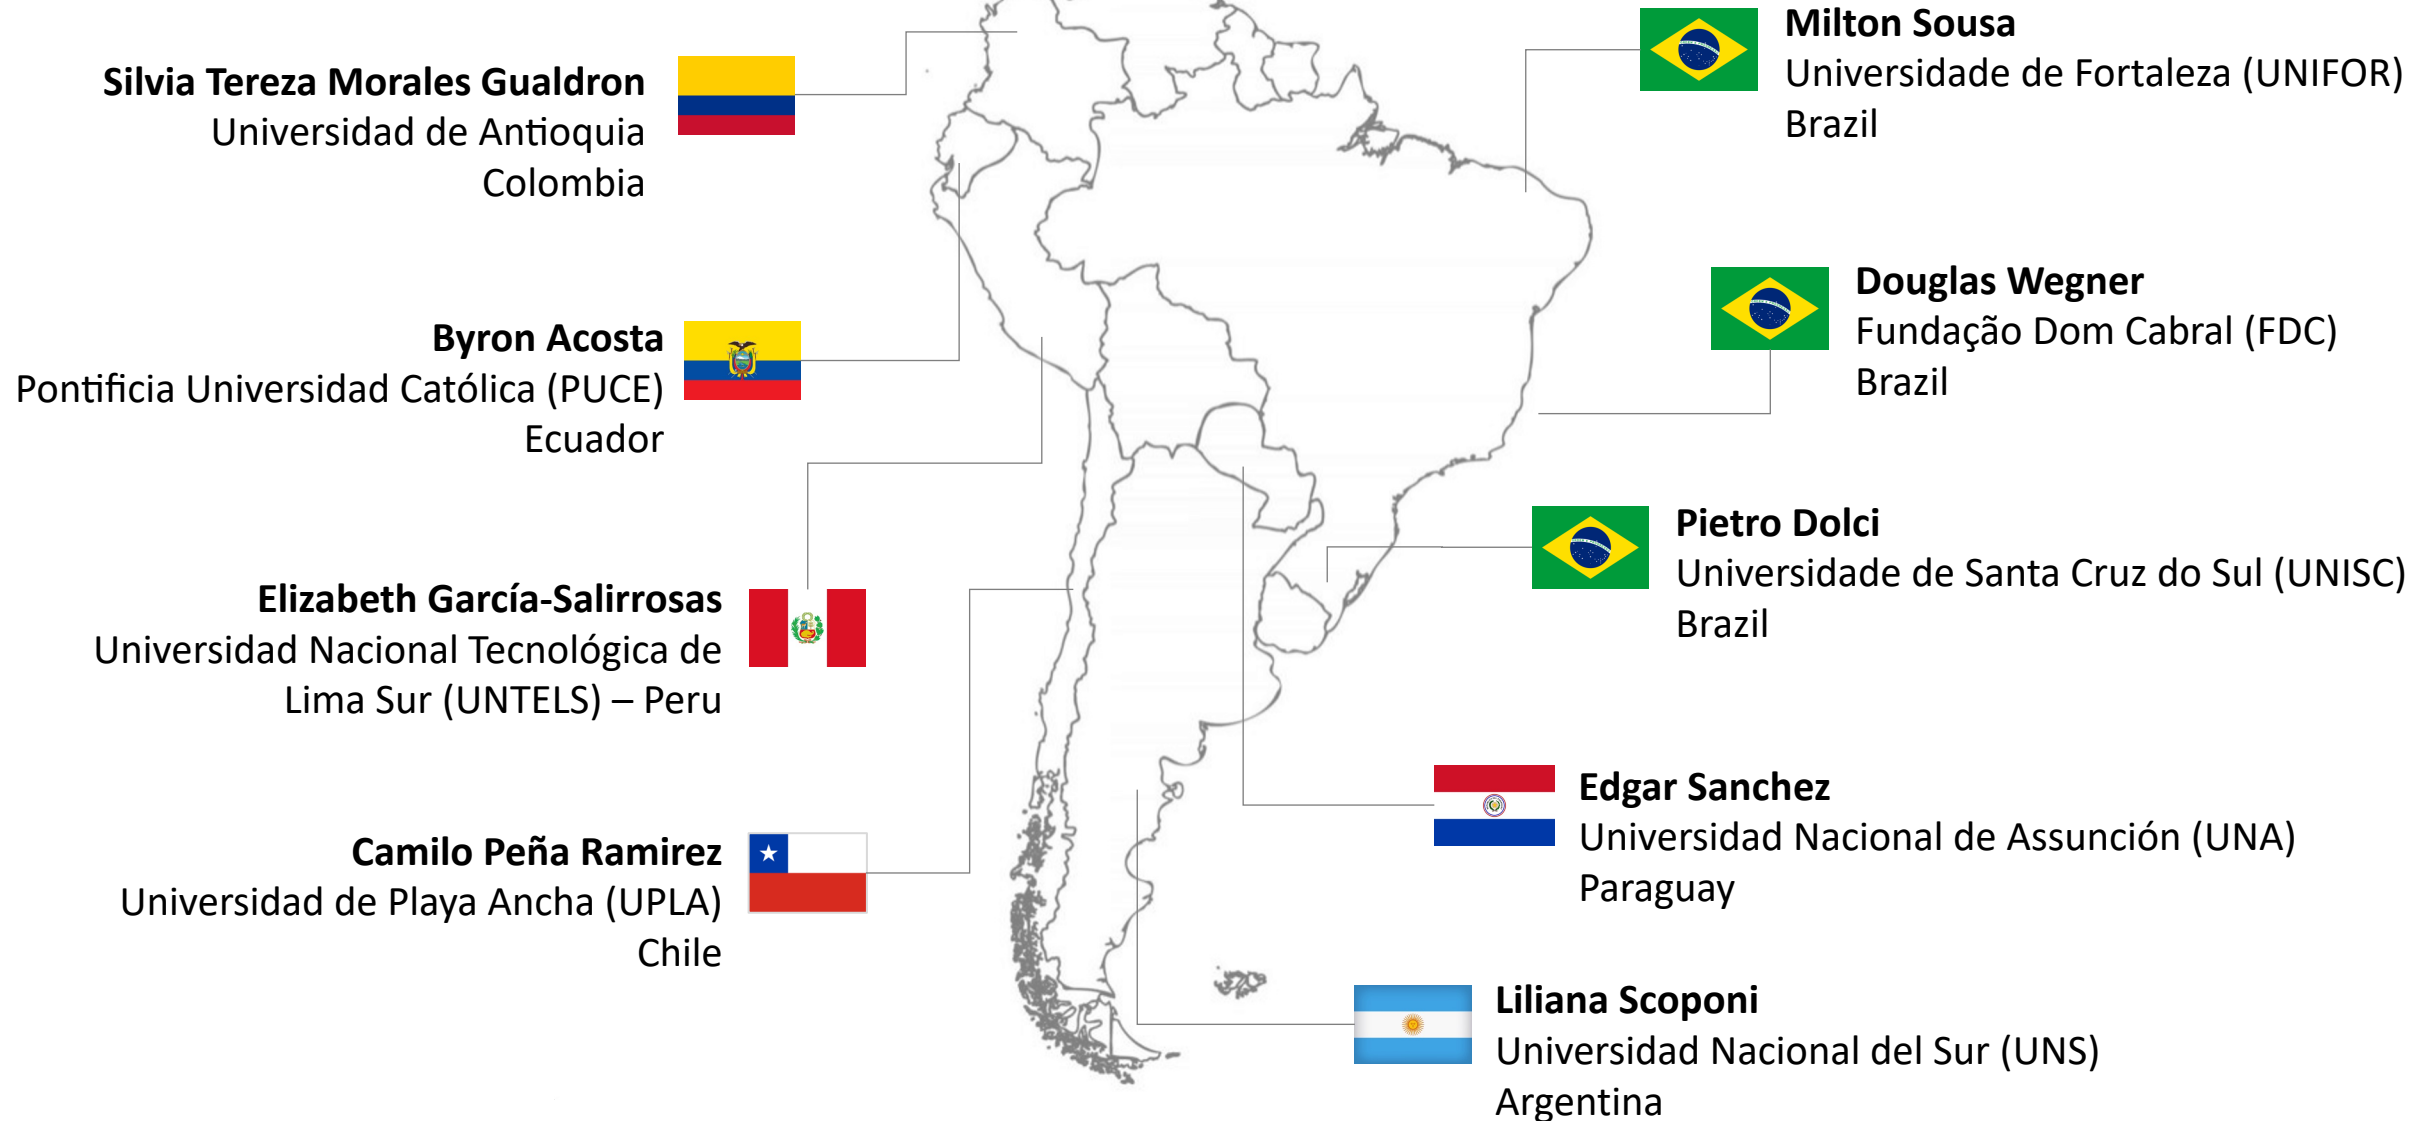 Silvia Tereza Morales Gualdron
Universidad de Antioquia
Colombia
Byron Acosta
Pontificia Universidad Católica (PUCE)
Ecuador
Elizabeth García-Salirrosas
Universidad Nacional Tecnológica de
Lima Sur (UNTELS) – Peru
Camilo Peña Ramirez
Universidad de Playa Ancha (UPLA)
Chile
Milton Sousa
Universidade de Fortaleza (UNIFOR)
Brazil
Douglas Wegner
Fundação Dom Cabral (FDC)
Brazil
Pietro Dolci
Universidade de Santa Cruz do Sul (UNISC)
Brazil
Edgar Sanchez
Universidad Nacional de Assunción (UNA)
Paraguay
Liliana Scoponi
Universidad Nacional del Sur (UNS)
Argentina